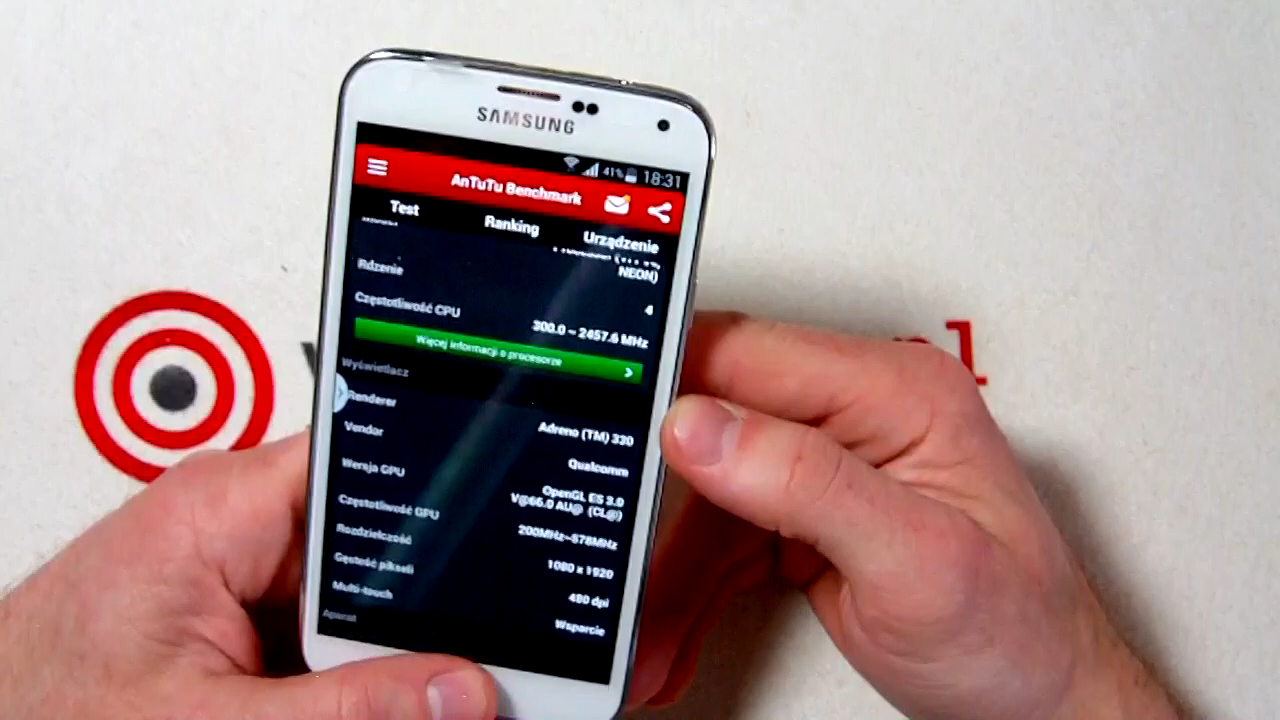 SAMSUNG
41% 18:31
AnTuTu Benchmark
Test Ranking Urządzenie
NEON)
Rdzenie 4
Częstotliwość CPU 300.0 ~ 2457.6 MHz
Więcej informacji o procesorze
Wyświetlacz
Renderer Adreno (TM) 330
Vendor Qualcomm
Wersja GPU OpenGL ES 3.0
V@66.0 AU@ (CL@)
Częstotliwość GPU 200MHz~578MHz
Rozdzielczość 1080 x 1920
Gęstość pikseli 480 dpi
Multi-touch Wsparcie
Aparat